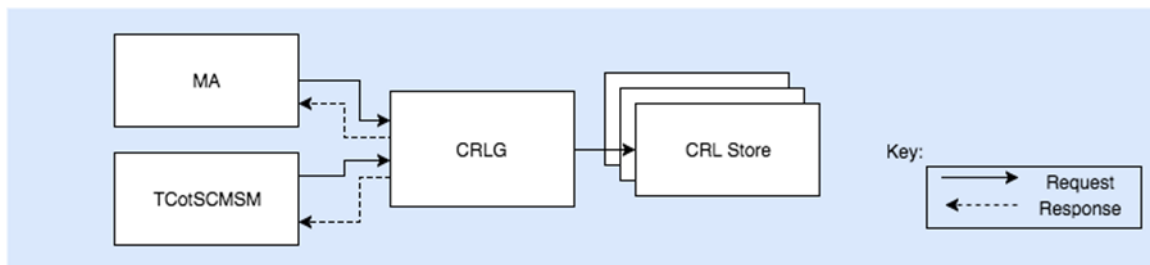 MA
CRLG
CRL Store
TCotSCMSM
Key:
Request
Response